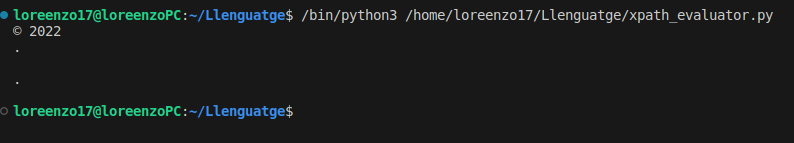 loreenzo17@loreenzoPC:~/Llenguatge$ /bin/python3 /home/loreenzo17/Llenguatge/xpath_evaluator.py
© 2022
.
.
loreenzo17@loreenzoPC:~/Llenguatge$